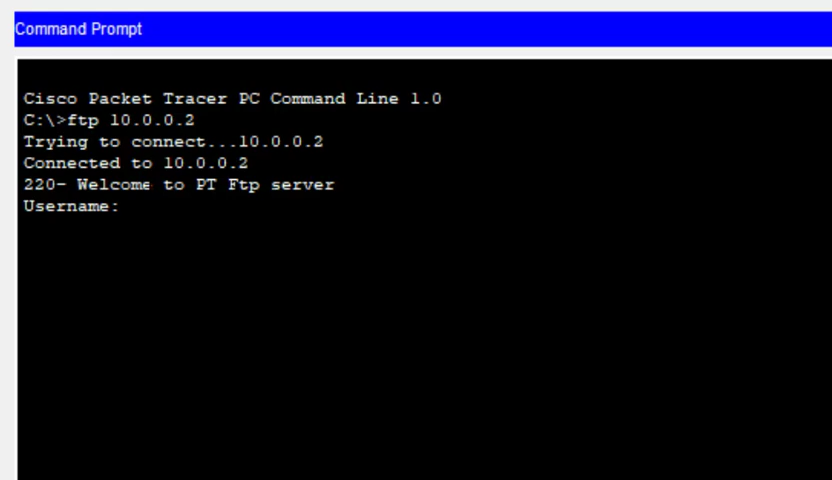 Command Prompt
Cisco Packet Tracer PC Command Line 1.0
C:\>ftp 10.0.0.2
Trying to connect...10.0.0.2
Connected to 10.0.0.2
220- Welcome to PT Ftp server
Username: